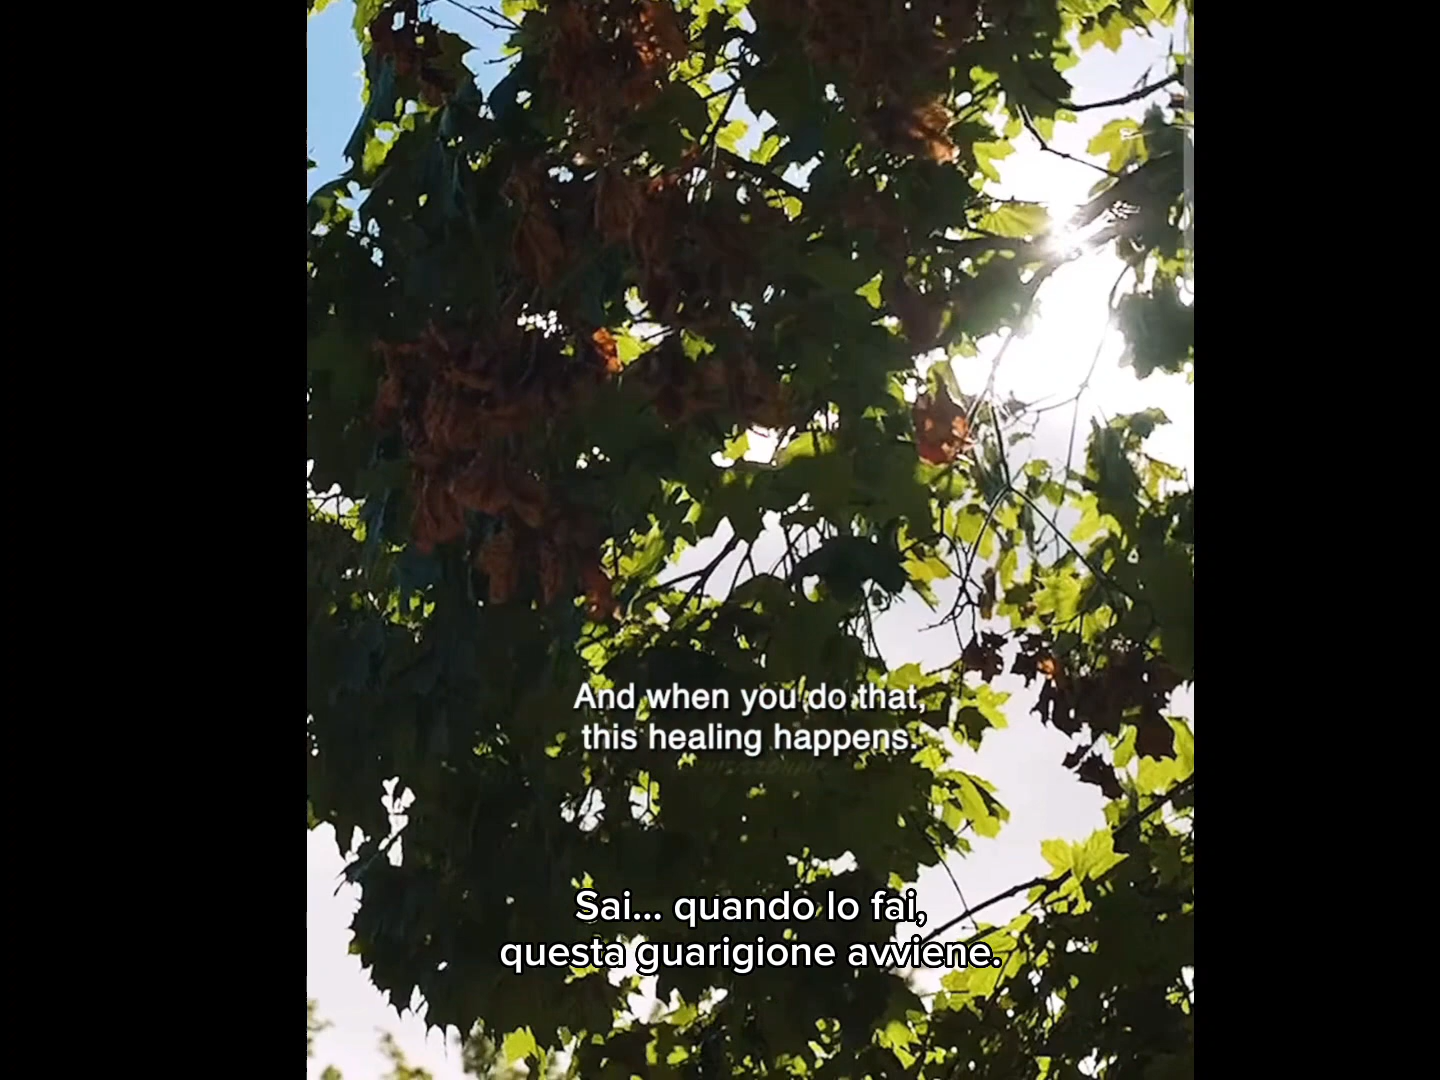 And when you do that,
this healing happens.
Sai... quando lo fai,
questa guarigione avviene.